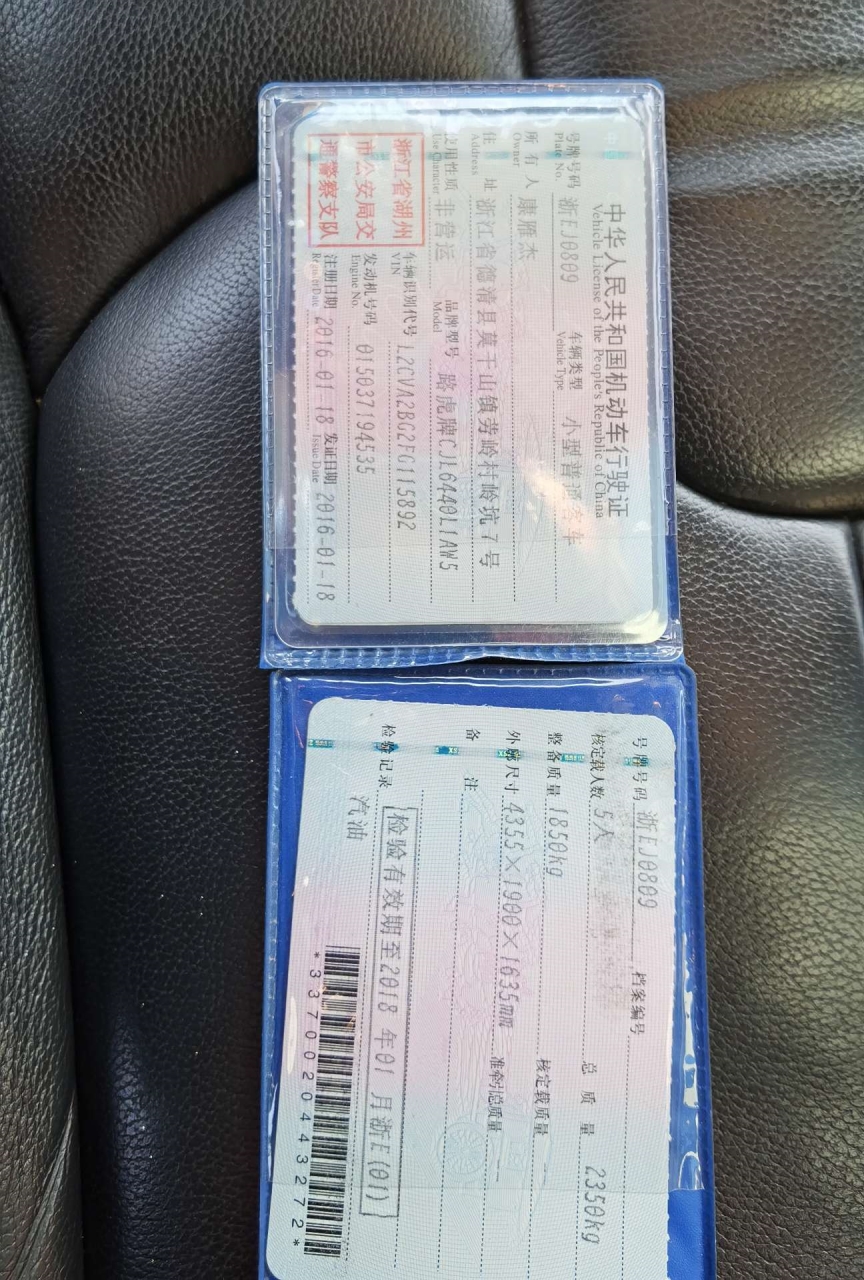 中华人民共和国机动车行驶证
Vehicle License of the People's Republic of China
号牌号码 浙EJ0809 车辆类型 小型普通客车
Plate No. Vehicle Type
所有人 康雁杰
Owner
住址 浙江省德清县莫干山镇劳岭村岭坑7号
Address
使用性质 非营运 品牌型号 路虎牌CJL6440L1AW5
Use Character Model
浙江省湖州
市公安局交
通警察支队
车辆识别代号 L2CVA2BG2FG115892
VIN
发动机号码 015037194535
Engine No.
注册日期 2016-01-18 发证日期 2016-01-18
Register Date Issue Date
号牌号码 浙EJ0809 档案编号
核定载人数 5人 总质量 2350kg
整备质量 1850kg 核定载质量 —
外廓尺寸 4355×1900×1635mm 准牵引总质量 —
备注
检验记录 检验有效期至2018年01月浙E(01)
汽油
*3370020443272*